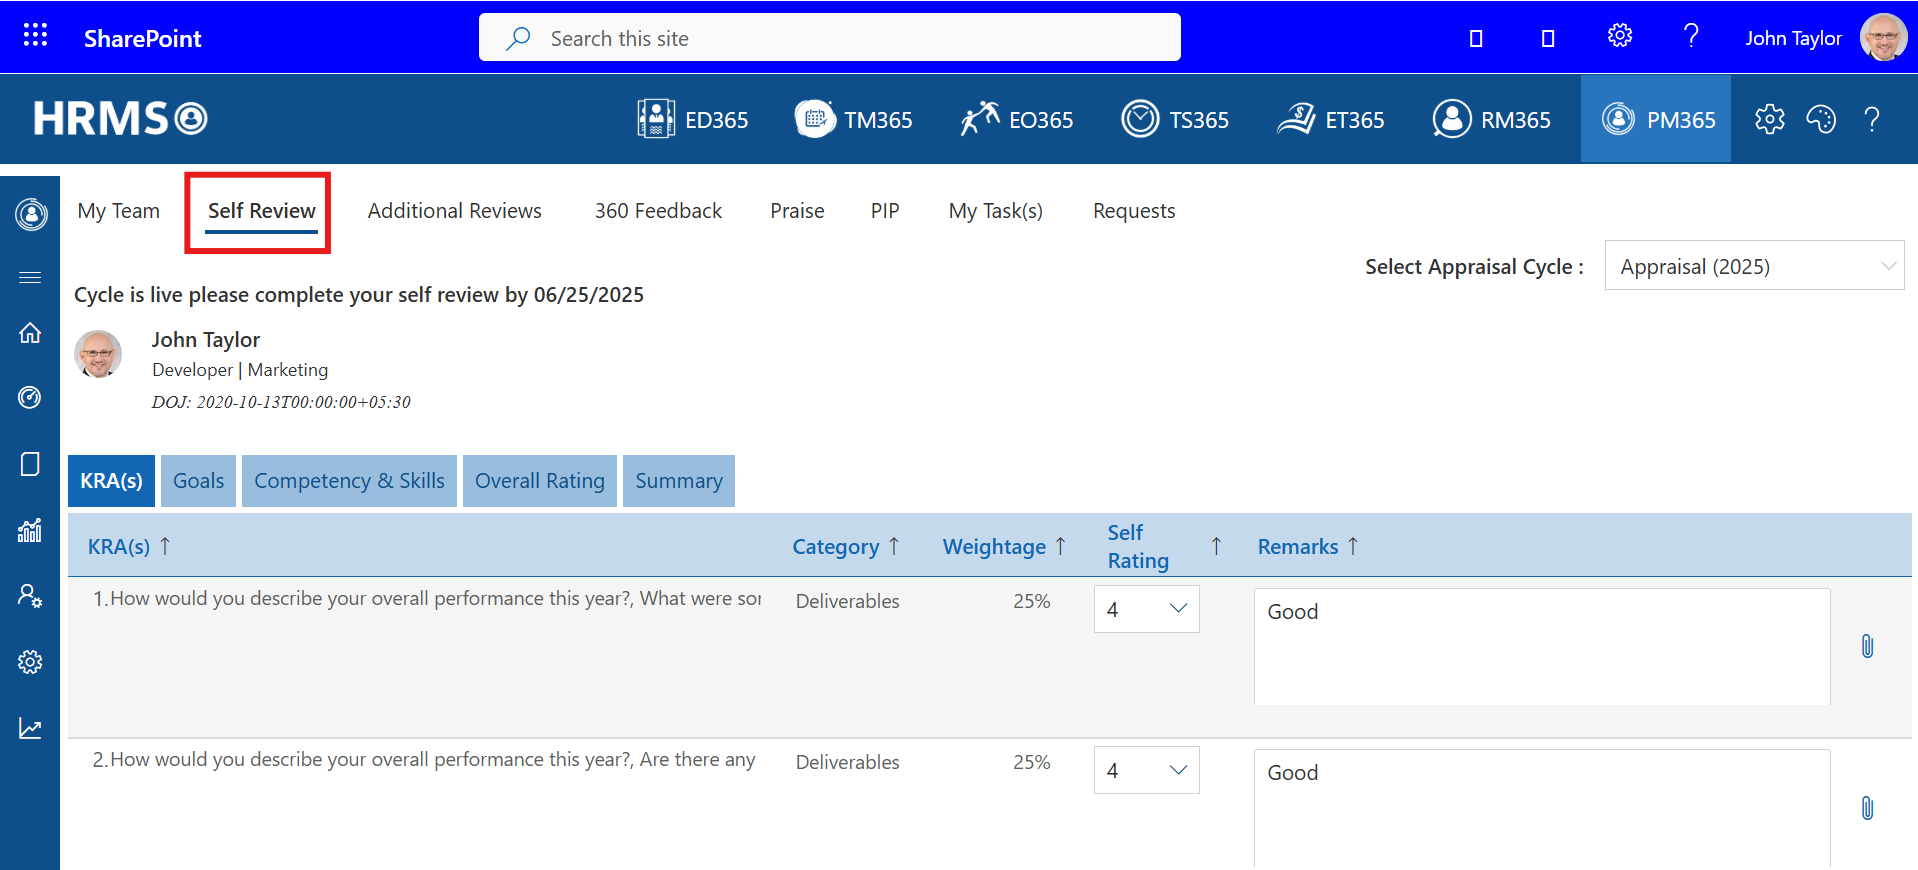 SharePoint
Search this site
John Taylor
HRMS
ED365
TM365
EO365
TS365
ET365
RM365
PM365
My Team
Self Review
Additional Reviews
360 Feedback
Praise
PIP
My Task(s)
Requests
Select Appraisal Cycle :
Appraisal (2025)
Cycle is live please complete your self review by 06/25/2025
John Taylor
Developer | Marketing
DOJ: 2020-10-13T00:00:00+05:30
KRA(s)
Goals
Competency & Skills
Overall Rating
Summary
KRA(s) ↑
Category ↑
Weightage ↑
Self
Rating ↑
Remarks ↑
1.How would you describe your overall performance this year?, What were
Deliverables
25%
4
Good
2.How would you describe your overall performance this year?, Are there any
Deliverables
25%
4
Good